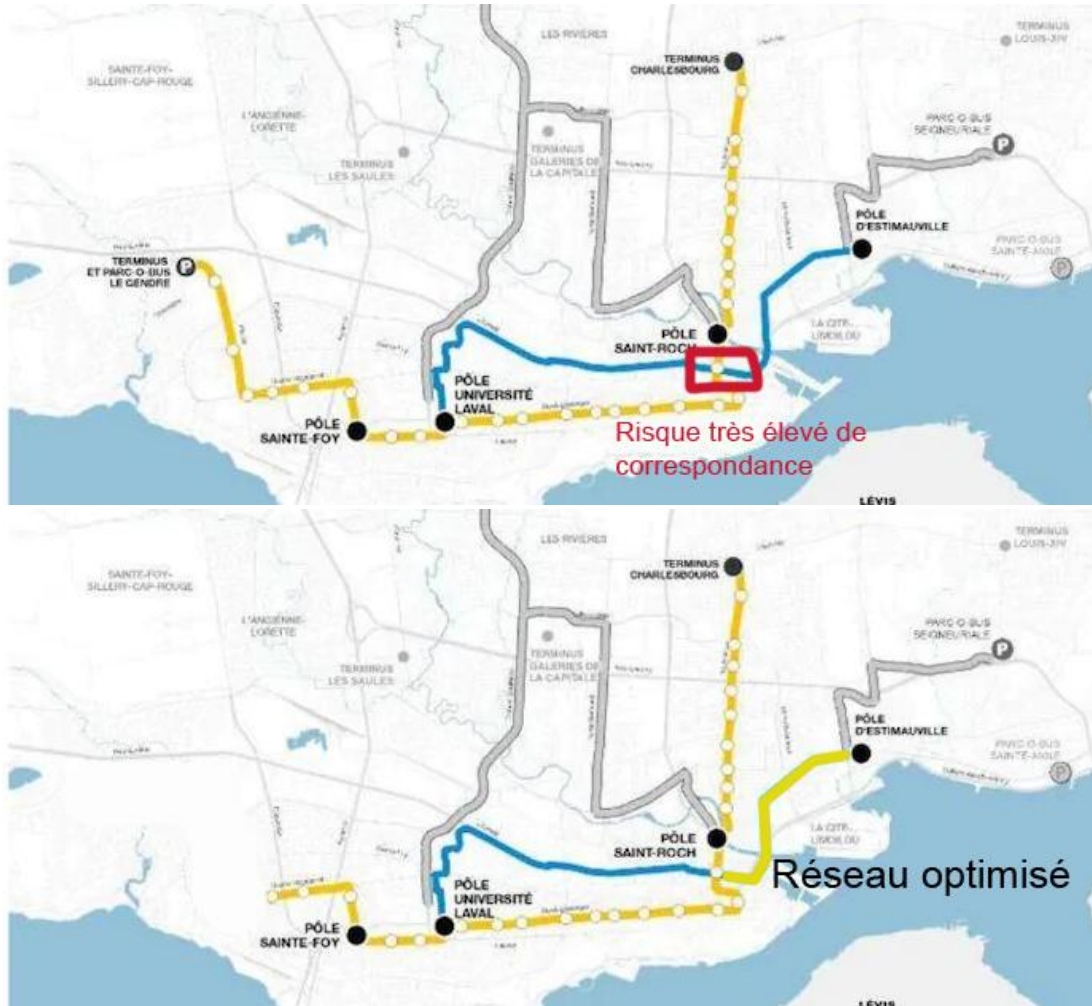 LES RIVIÈRES
TERMINUS
LOUIS-XIV
TERMINUS
CHARLESBOURG
SAINTE-FOY-
SILLERY-CAP-ROUGE
PARC-O-BUS
SEIGNEURIALE
P
L'ANCIENNE-
LORETTE
TERMINUS
GALERIES DE
LA CAPITALE
TERMINUS
LES SAULES
PÔLE
D'ESTIMAUVILLE
PARC-O-BUS
SAINTE-ANNE
P
TERMINUS
ET PARC-O-BUS
LE GENDRE
P
LA CITÉ-
LIMOILOU
PÔLE
SAINT-ROCH
PÔLE
UNIVERSITÉ
LAVAL
PÔLE
SAINTE-FOY
Risque très élevé de
correspondance
LÉVIS
LES RIVIÈRES
TERMINUS
LOUIS-XIV
TERMINUS
CHARLESBOURG
SAINTE-FOY-
SILLERY-CAP-ROUGE
PARC-O-BUS
SEIGNEURIALE
P
L'ANCIENNE-
LORETTE
TERMINUS
GALERIES DE
LA CAPITALE
TERMINUS
LES SAULES
PÔLE
D'ESTIMAUVILLE
PARC-O-BUS
SAINTE-ANNE
P
LA CITÉ-
LIMOILOU
PÔLE
SAINT-ROCH
Réseau optimisé
PÔLE
UNIVERSITÉ
LAVAL
PÔLE
SAINTE-FOY
LÉVIS